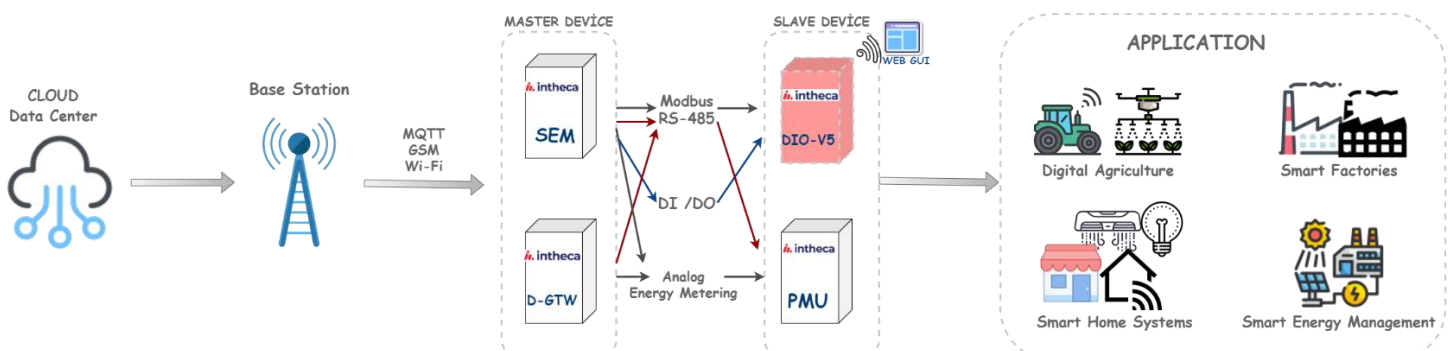 CLOUD
Data Center
Base Station
MQTT
GSM
Wi-Fi
MASTER DEVİCE
intheca
SEM
intheca
D-GTW
Modbus
RS-485
DI /DO
Analog
Energy Metering
SLAVE DEVİCE
WEB GUI
intheca
DIO-V5
intheca
PMU
APPLICATION
Digital Agriculture
Smart Factories
Smart Home Systems
Smart Energy Management